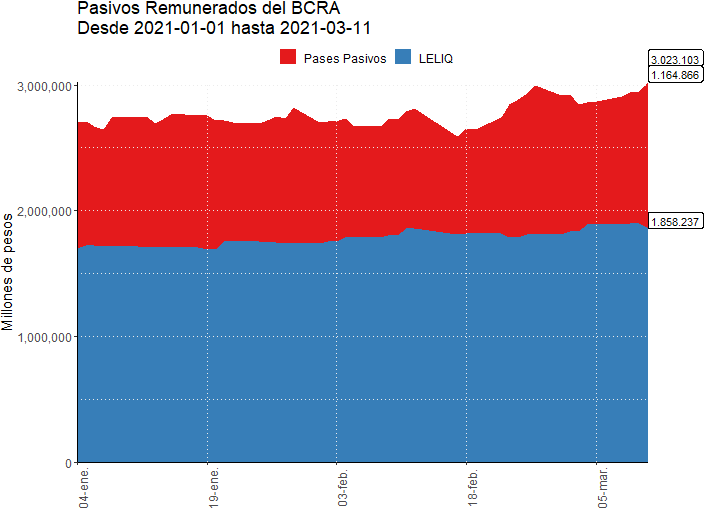 Pasivos Remunerados del BCRA
Desde 2021-01-01 hasta 2021-03-11
Pases Pasivos
LELIQ
3.023.103
1.164.866
1.858.237
Millones de pesos
3,000,000
2,000,000
1,000,000
0
04-ene.
19-ene.
03-feb.
18-feb.
05-mar.